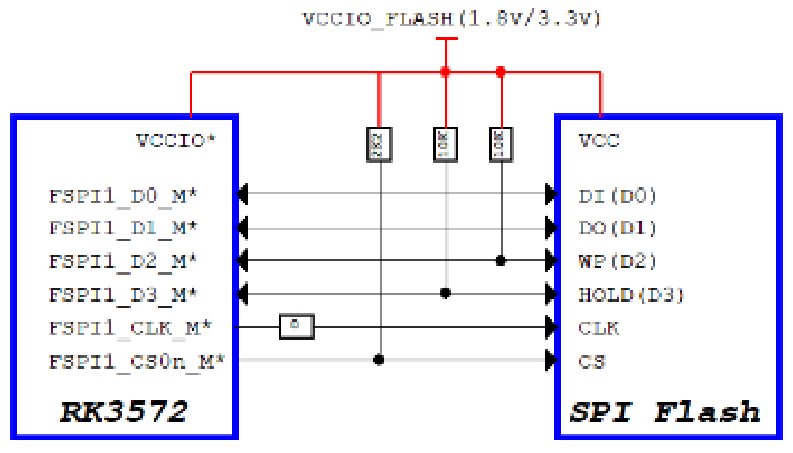 VCCIO_FLASH(1.8V/3.3V)
VCCIO*
VCC
2K2
10K
10K
FSPI1_D0_M*
DI(D0)
FSPI1_D1_M*
DO(D1)
FSPI1_D2_M*
WP(D2)
FSPI1_D3_M*
HOLD(D3)
FSPI1_CLK_M*
0
CLK
FSPI1_CS0n_M*
CS
RK3572
SPI Flash